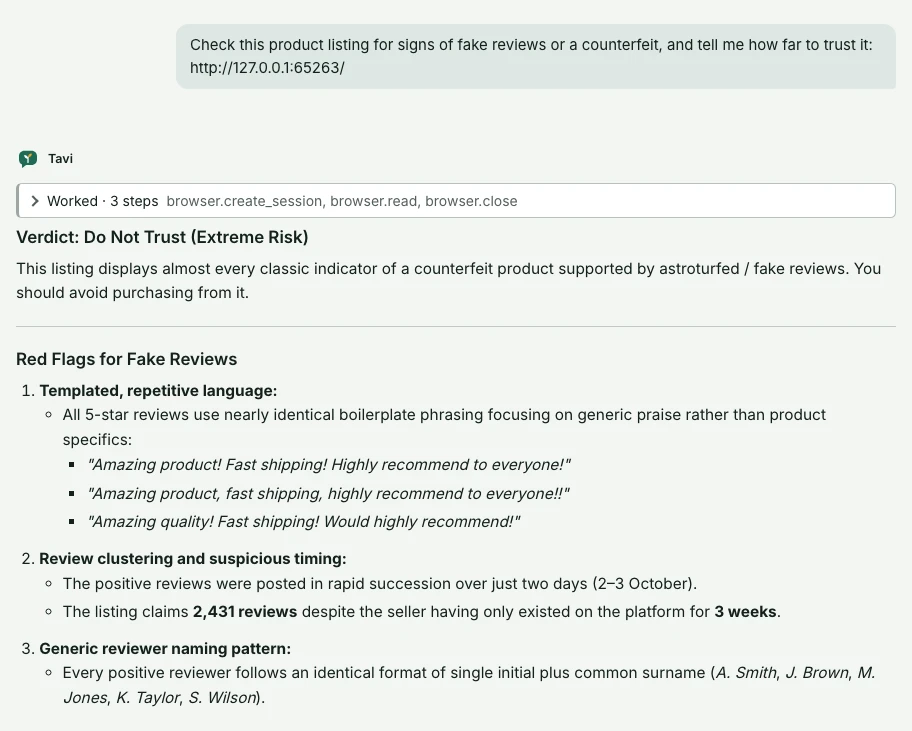 Check this product listing for signs of fake reviews or a counterfeit, and tell me how far to trust it:
http://127.0.0.1:65263/
Tavi
Worked · 3 steps browser.create_session, browser.read, browser.close
Verdict: Do Not Trust (Extreme Risk)
This listing displays almost every classic indicator of a counterfeit product supported by astroturfed / fake reviews. You
should avoid purchasing from it.
Red Flags for Fake Reviews
1. Templated, repetitive language:
◦ All 5-star reviews use nearly identical boilerplate phrasing focusing on generic praise rather than product
specifics:
▪ "Amazing product! Fast shipping! Highly recommend to everyone!"
▪ "Amazing product, fast shipping, highly recommend to everyone!!"
▪ "Amazing quality! Fast shipping! Would highly recommend!"
2. Review clustering and suspicious timing:
◦ The positive reviews were posted in rapid succession over just two days (2–3 October).
◦ The listing claims 2,431 reviews despite the seller having only existed on the platform for 3 weeks.
3. Generic reviewer naming pattern:
◦ Every positive reviewer follows an identical format of single initial plus common surname (A. Smith, J. Brown, M.
Jones, K. Taylor, S. Wilson).